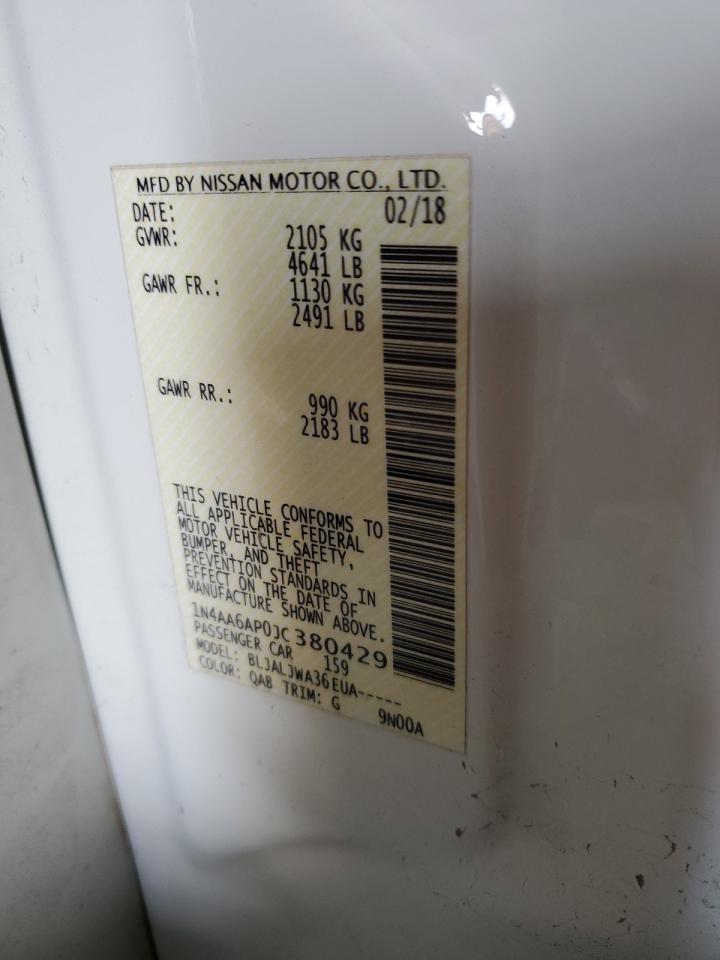 MFD BY NISSAN MOTOR CO., LTD.
DATE: 02/18
GVWR: 2105 KG
4641 LB
GAWR FR.: 1130 KG
2491 LB
GAWR RR.: 990 KG
2183 LB
THIS VEHICLE CONFORMS TO
ALL APPLICABLE FEDERAL
MOTOR VEHICLE SAFETY,
BUMPER, AND THEFT
PREVENTION STANDARDS IN
EFFECT ON THE DATE OF
MANUFACTURE SHOWN ABOVE.
1N4AA6AP0JC380429
PASSENGER CAR 159
MODEL: BLJALJWA36EUA-----
COLOR: QAB TRIM: G 9N00A